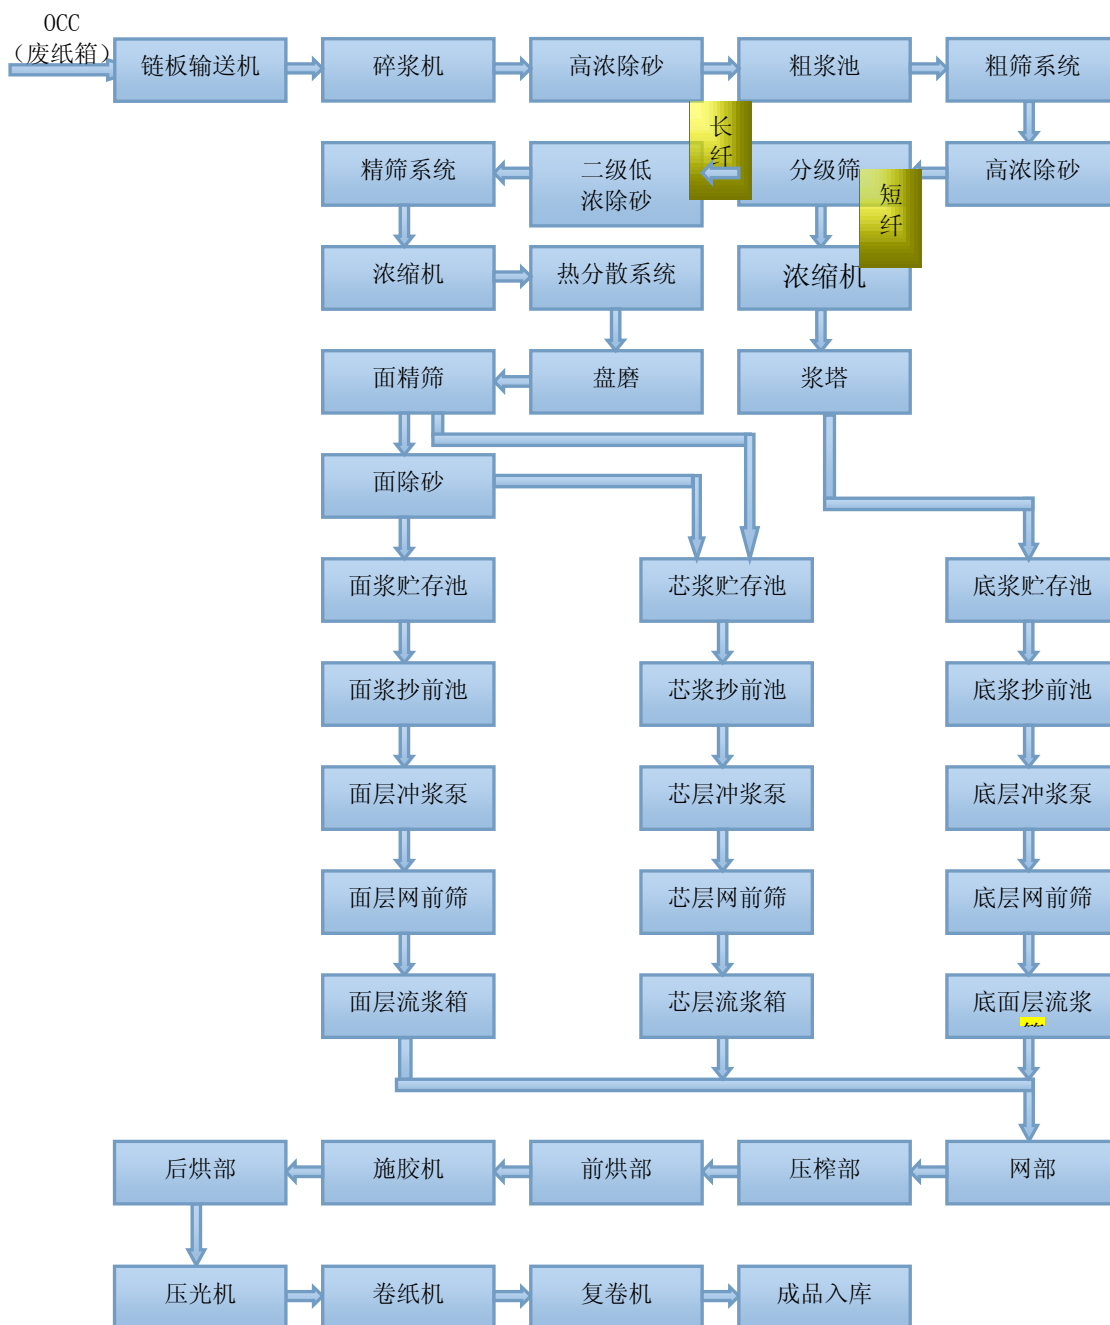 OCC
（废纸箱）
链板输送机
碎浆机
高浓除砂
粗浆池
粗筛系统
长
纤
精筛系统
二级低
浓除砂
分级筛
短
纤
高浓除砂
浓缩机
热分散系统
浓缩机
面精筛
盘磨
浆塔
面除砂
面浆贮存池
芯浆贮存池
底浆贮存池
面浆抄前池
芯浆抄前池
底浆抄前池
面层冲浆泵
芯层冲浆泵
底层冲浆泵
面层网前筛
芯层网前筛
底层网前筛
面层流浆箱
芯层流浆箱
底面层流浆
后烘部
施胶机
前烘部
压榨部
网部
压光机
卷纸机
复卷机
成品入库